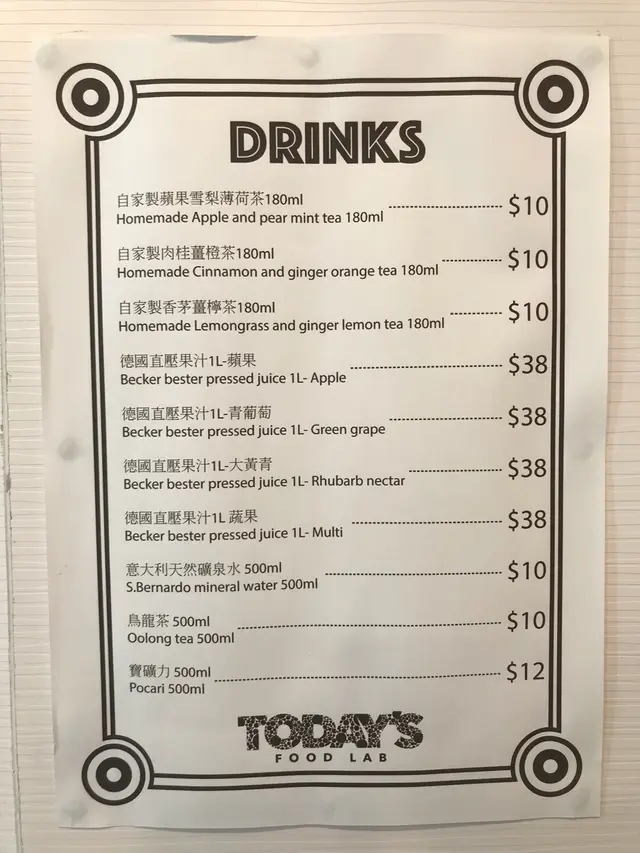 DRINKS
自家製蘋果雪梨薄荷茶180ml
Homemade Apple and pear mint tea 180ml
$10
自家製肉桂薑橙茶180ml
Homemade Cinnamon and ginger orange tea 180ml
$10
自家製香茅薑檸茶180ml
Homemade Lemongrass and ginger lemon tea 180ml
$10
德國直壓果汁1L-蘋果
Becker bester pressed juice 1L- Apple
$38
德國直壓果汁1L-青葡萄
Becker bester pressed juice 1L- Green grape
$38
德國直壓果汁1L-大黃青
Becker bester pressed juice 1L- Rhubarb nectar
$38
德國直壓果汁1L 蔬果
Becker bester pressed juice 1L- Multi
$38
意大利天然礦泉水 500ml
S.Bernardo mineral water 500ml
$10
烏龍茶 500ml
Oolong tea 500ml
$10
寶礦力 500ml
Pocari 500ml
$12
TODAY'S
FOOD LAB